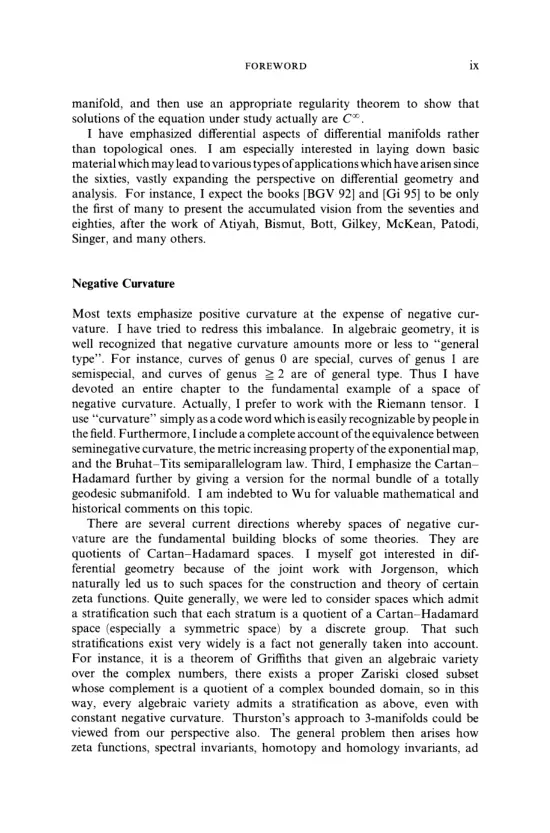 FOREWORD ix
manifold, and then use an appropriate regularity theorem to show that
solutions of the equation under study actually are C∞.
I have emphasized differential aspects of differential manifolds rather
than topological ones. I am especially interested in laying down basic
material which may lead to various types of applications which have arisen since
the sixties, vastly expanding the perspective on differential geometry and
analysis. For instance, I expect the books [BGV 92] and [Gi 95] to be only
the first of many to present the accumulated vision from the seventies and
eighties, after the work of Atiyah, Bismut, Bott, Gilkey, McKean, Patodi,
Singer, and many others.
Negative Curvature
Most texts emphasize positive curvature at the expense of negative cur-
vature. I have tried to redress this imbalance. In algebraic geometry, it is
well recognized that negative curvature amounts more or less to “general
type”. For instance, curves of genus 0 are special, curves of genus 1 are
semispecial, and curves of genus ≧ 2 are of general type. Thus I have
devoted an entire chapter to the fundamental example of a space of
negative curvature. Actually, I prefer to work with the Riemann tensor. I
use “curvature” simply as a code word which is easily recognizable by people in
the field. Furthermore, I include a complete account of the equivalence between
seminegative curvature, the metric increasing property of the exponential map,
and the Bruhat–Tits semiparallelogram law. Third, I emphasize the Cartan–
Hadamard further by giving a version for the normal bundle of a totally
geodesic submanifold. I am indebted to Wu for valuable mathematical and
historical comments on this topic.
There are several current directions whereby spaces of negative cur-
vature are the fundamental building blocks of some theories. They are
quotients of Cartan–Hadamard spaces. I myself got interested in dif-
ferential geometry because of the joint work with Jorgenson, which
naturally led us to such spaces for the construction and theory of certain
zeta functions. Quite generally, we were led to consider spaces which admit
a stratification such that each stratum is a quotient of a Cartan–Hadamard
space (especially a symmetric space) by a discrete group. That such
stratifications exist very widely is a fact not generally taken into account.
For instance, it is a theorem of Griffiths that given an algebraic variety
over the complex numbers, there exists a proper Zariski closed subset
whose complement is a quotient of a complex bounded domain, so in this
way, every algebraic variety admits a stratification as above, even with
constant negative curvature. Thurston’s approach to 3-manifolds could be
viewed from our perspective also. The general problem then arises how
zeta functions, spectral invariants, homotopy and homology invariants, ad